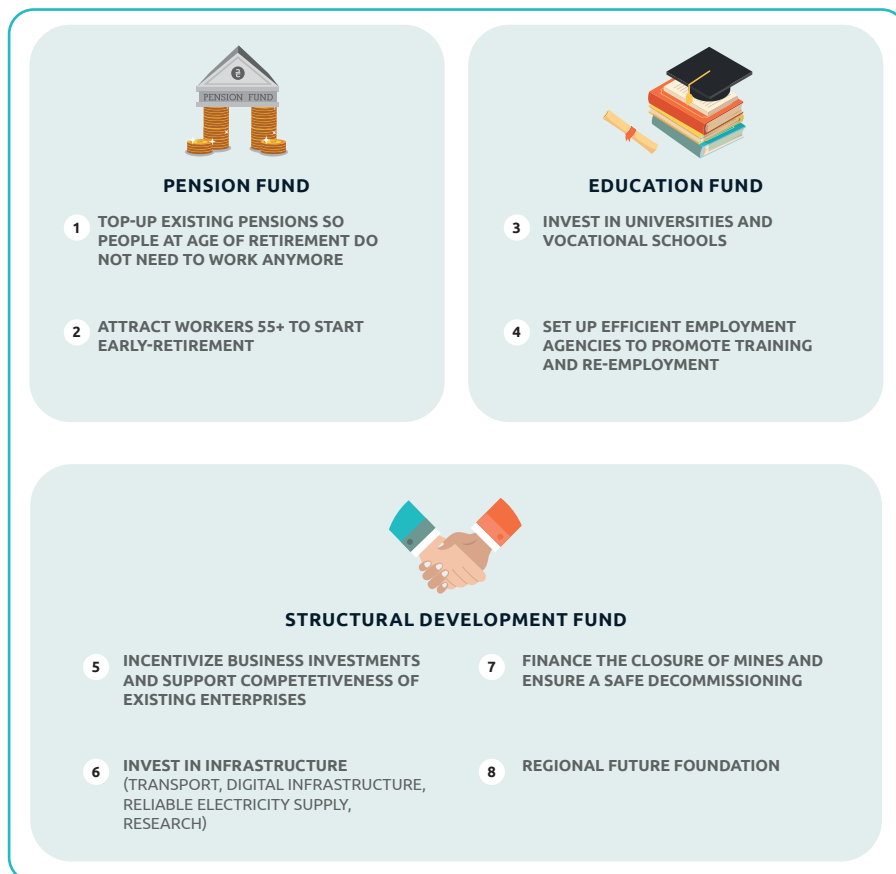 ₴
PENSION FUND
PENSION FUND
1 TOP-UP EXISTING PENSIONS SO
PEOPLE AT AGE OF RETIREMENT DO
NOT NEED TO WORK ANYMORE
2 ATTRACT WORKERS 55+ TO START
EARLY-RETIREMENT
EDUCATION FUND
3 INVEST IN UNIVERSITIES AND
VOCATIONAL SCHOOLS
4 SET UP EFFICIENT EMPLOYMENT
AGENCIES TO PROMOTE TRAINING
AND RE-EMPLOYMENT
STRUCTURAL DEVELOPMENT FUND
5 INCENTIVIZE BUSINESS INVESTMENTS
AND SUPPORT COMPETETIVENESS OF
EXISTING ENTERPRISES
6 INVEST IN INFRASTRUCTURE
(TRANSPORT, DIGITAL INFRASTRUCTURE,
RELIABLE ELECTRICITY SUPPLY,
RESEARCH)
7 FINANCE THE CLOSURE OF MINES AND
ENSURE A SAFE DECOMMISSIONING
8 REGIONAL FUTURE FOUNDATION